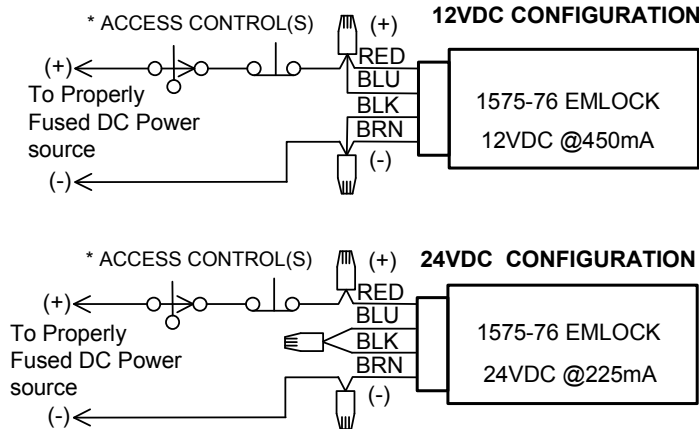 12VDC CONFIGURATION
* ACCESS CONTROL(S)
(+)
(+)
RED
BLU
BLK
BRN
(-)
To Properly
Fused DC Power
source
(-)
1575-76 EMLOCK
12VDC @450mA
24VDC CONFIGURATION
* ACCESS CONTROL(S)
(+)
(+)
RED
BLU
BLK
BRN
(-)
To Properly
Fused DC Power
source
(-)
1575-76 EMLOCK
24VDC @225mA